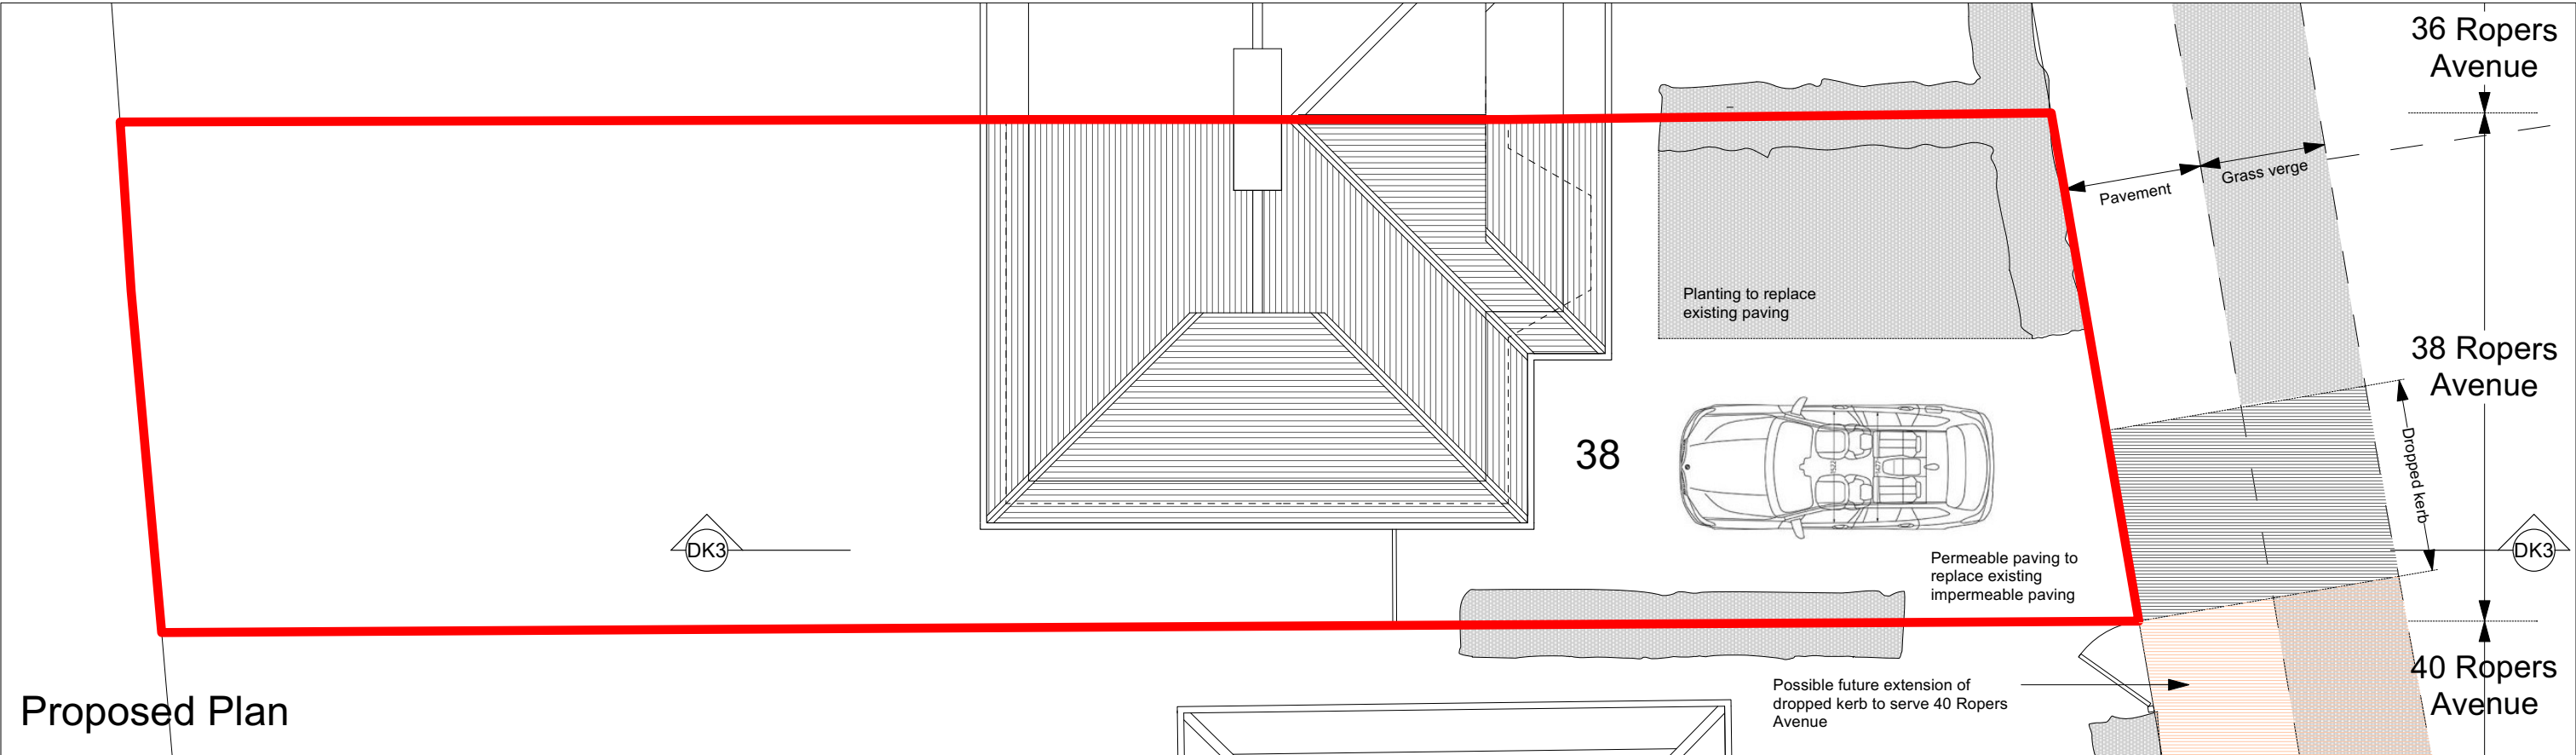 36 Ropers
Avenue
Pavement
Grass verge
Planting to replace
existing paving
38 Ropers
Avenue
38
Dropped kerb
DK3
DK3
Permeable paving to
replace existing
impermeable paving
Possible future extension of
dropped kerb to serve 40 Ropers
Avenue
40 Ropers
Avenue
Proposed Plan